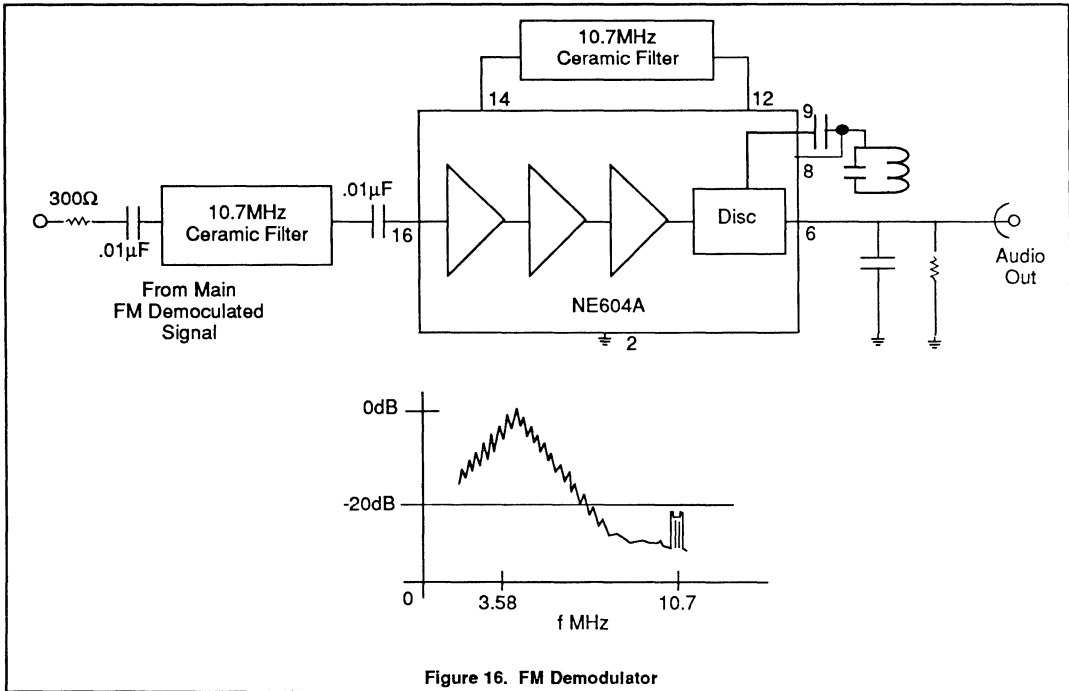 10.7MHz
Ceramic Filter
14
12
9
8
300Ω
.01µF
10.7MHz
Ceramic Filter
.01µF
16
Disc
6
Audio
Out
From Main
FM Democulated
Signal
NE604A
2
0dB
-20dB
0
3.58
10.7
f MHz
Figure 16. FM Demodulator